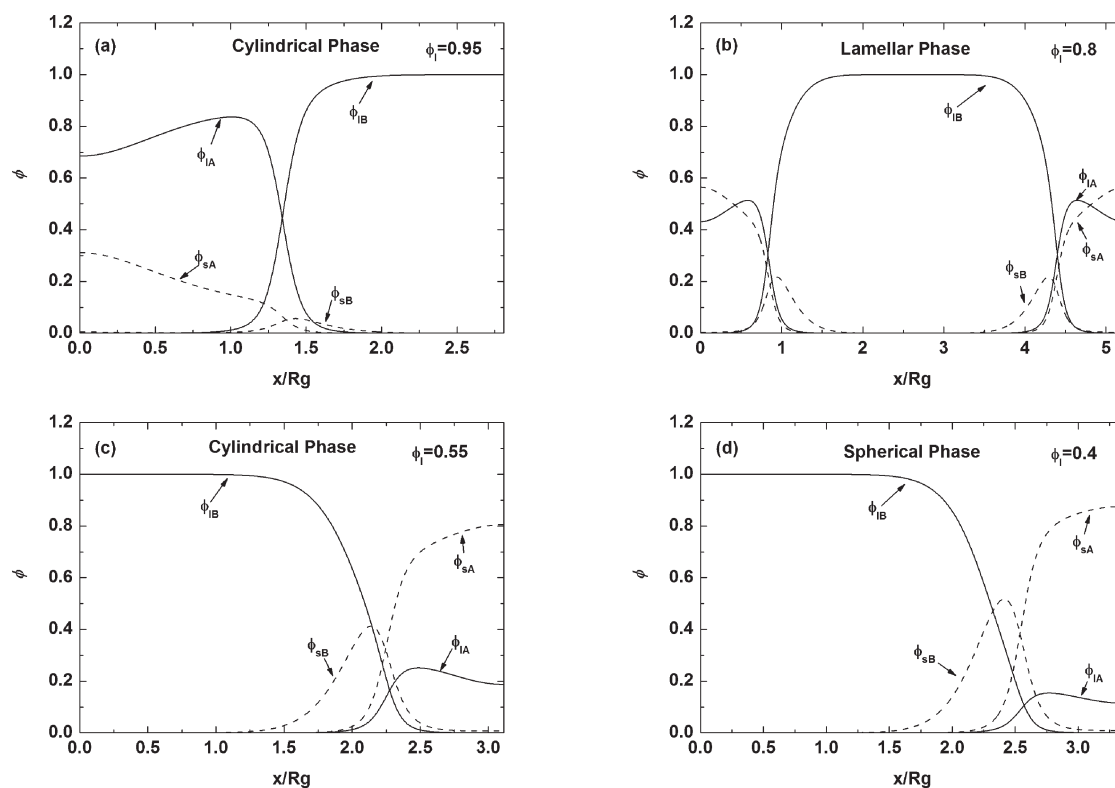 (a) Cylindrical Phase ϕl=0.95
1.2
1.0
0.8
0.6
0.4
0.2
0.0
ϕ
ϕlB
ϕlA
ϕsA
ϕsB
0.0 0.5 1.0 1.5 2.0 2.5
x/Rg
(b) Lamellar Phase ϕl=0.8
1.2
1.0
0.8
0.6
0.4
0.2
0.0
ϕ
ϕlB
ϕlA
ϕsA
ϕsB
0 1 2 3 4 5
x/Rg
(c) Cylindrical Phase ϕl=0.55
1.2
1.0
0.8
0.6
0.4
0.2
0.0
ϕ
ϕlB
ϕsA
ϕsB
ϕlA
0.0 0.5 1.0 1.5 2.0 2.5 3.0
x/Rg
(d) Spherical Phase ϕl=0.4
1.2
1.0
0.8
0.6
0.4
0.2
0.0
ϕ
ϕlB
ϕsA
ϕsB
ϕlA
0.0 0.5 1.0 1.5 2.0 2.5 3.0
x/Rg